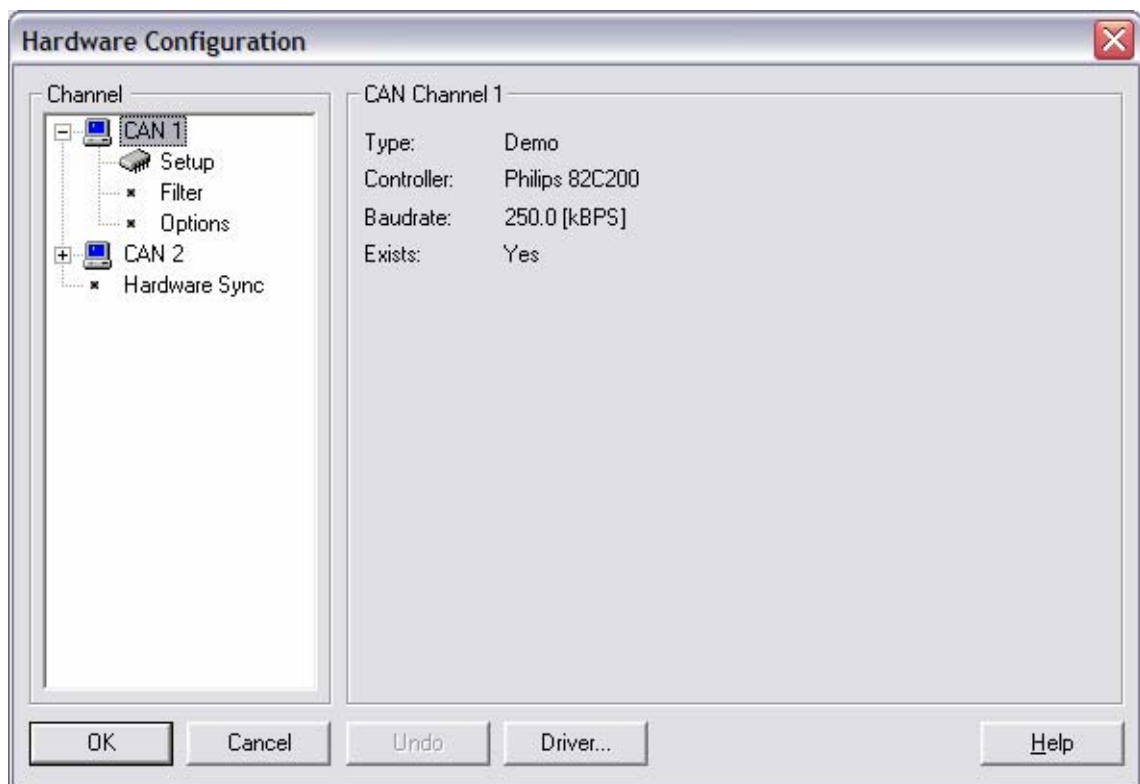 Hardware Configuration
Channel
CAN 1
Setup
Filter
Options
CAN 2
Hardware Sync
CAN Channel 1
Type: Demo
Controller: Philips 82C200
Baudrate: 250.0 [kBPS]
Exists: Yes
OK Cancel Undo Driver... Help